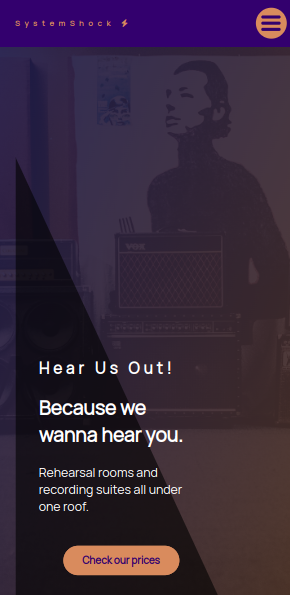 SystemShock
VOX
Hear Us Out!
Because we
wanna hear you.
Rehearsal rooms and
recording suites all under
one roof.
Check our prices